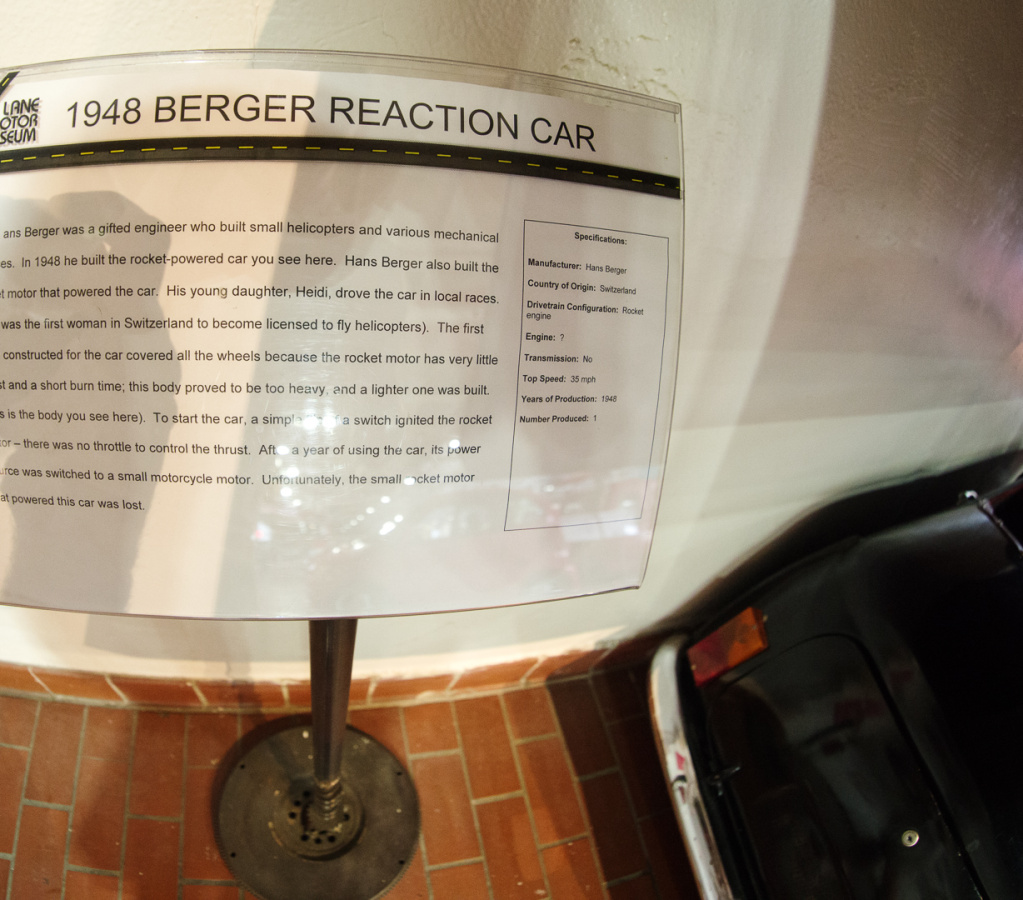 LANE
OTOR
SEUM
1948 BERGER REACTION CAR
ans Berger was a gifted engineer who built small helicopters and various mechanical
es. In 1948 he built the rocket-powered car you see here. Hans Berger also built the
t motor that powered the car. His young daughter, Heidi, drove the car in local races.
was the first woman in Switzerland to become licensed to fly helicopters). The first
constructed for the car covered all the wheels because the rocket motor has very little
st and a short burn time; this body proved to be too heavy, and a lighter one was built.
s is the body you see here). To start the car, a simple of a switch ignited the rocket
or – there was no throttle to control the thrust. After a year of using the car, its power
urce was switched to a small motorcycle motor. Unfortunately, the small rocket motor
at powered this car was lost.
Specifications:
Manufacturer: Hans Berger
Country of Origin: Switzerland
Drivetrain Configuration: Rocket
engine
Engine: ?
Transmission: No
Top Speed: 35 mph
Years of Production: 1948
Number Produced: 1